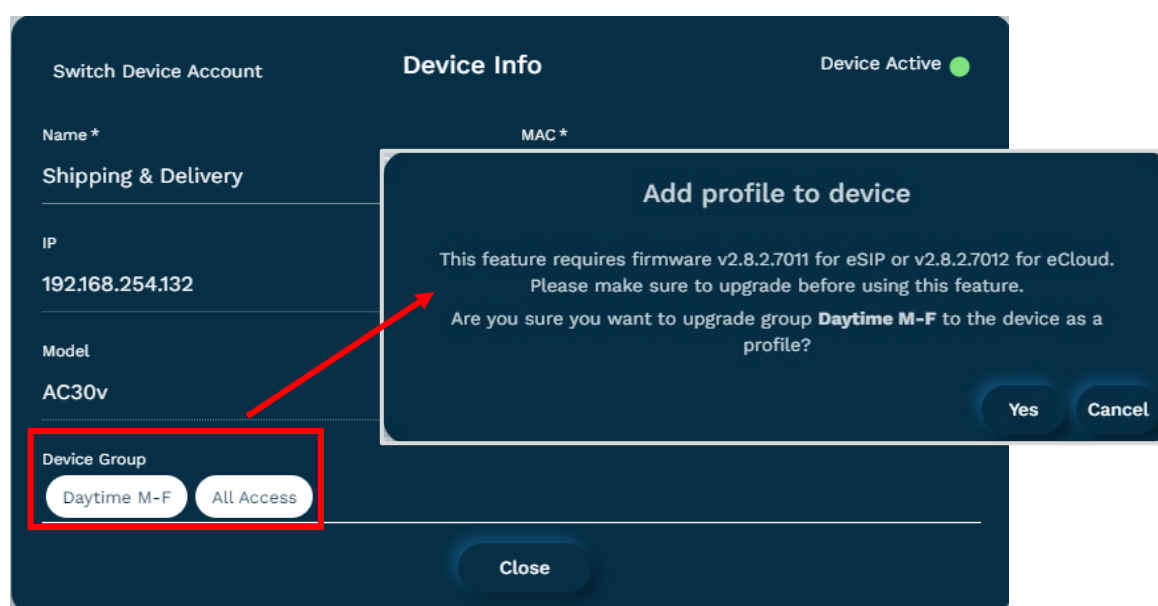 Switch Device Account
Device Info
Device Active
Name *
MAC *
Shipping & Delivery
IP
192.168.254.132
Model
AC30v
Device Group
Daytime M-F
All Access
Close
Add profile to device
This feature requires firmware v2.8.2.7011 for eSIP or v2.8.2.7012 for eCloud.
Please make sure to upgrade before using this feature.
Are you sure you want to upgrade group Daytime M-F to the device as a
profile?
Yes
Cancel